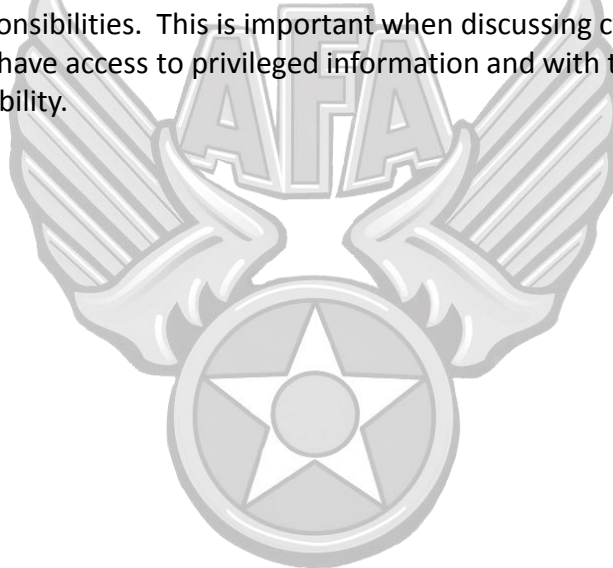 onsibilities.  This is important when discussing c
have access to privileged information and with t
bility.
AFA